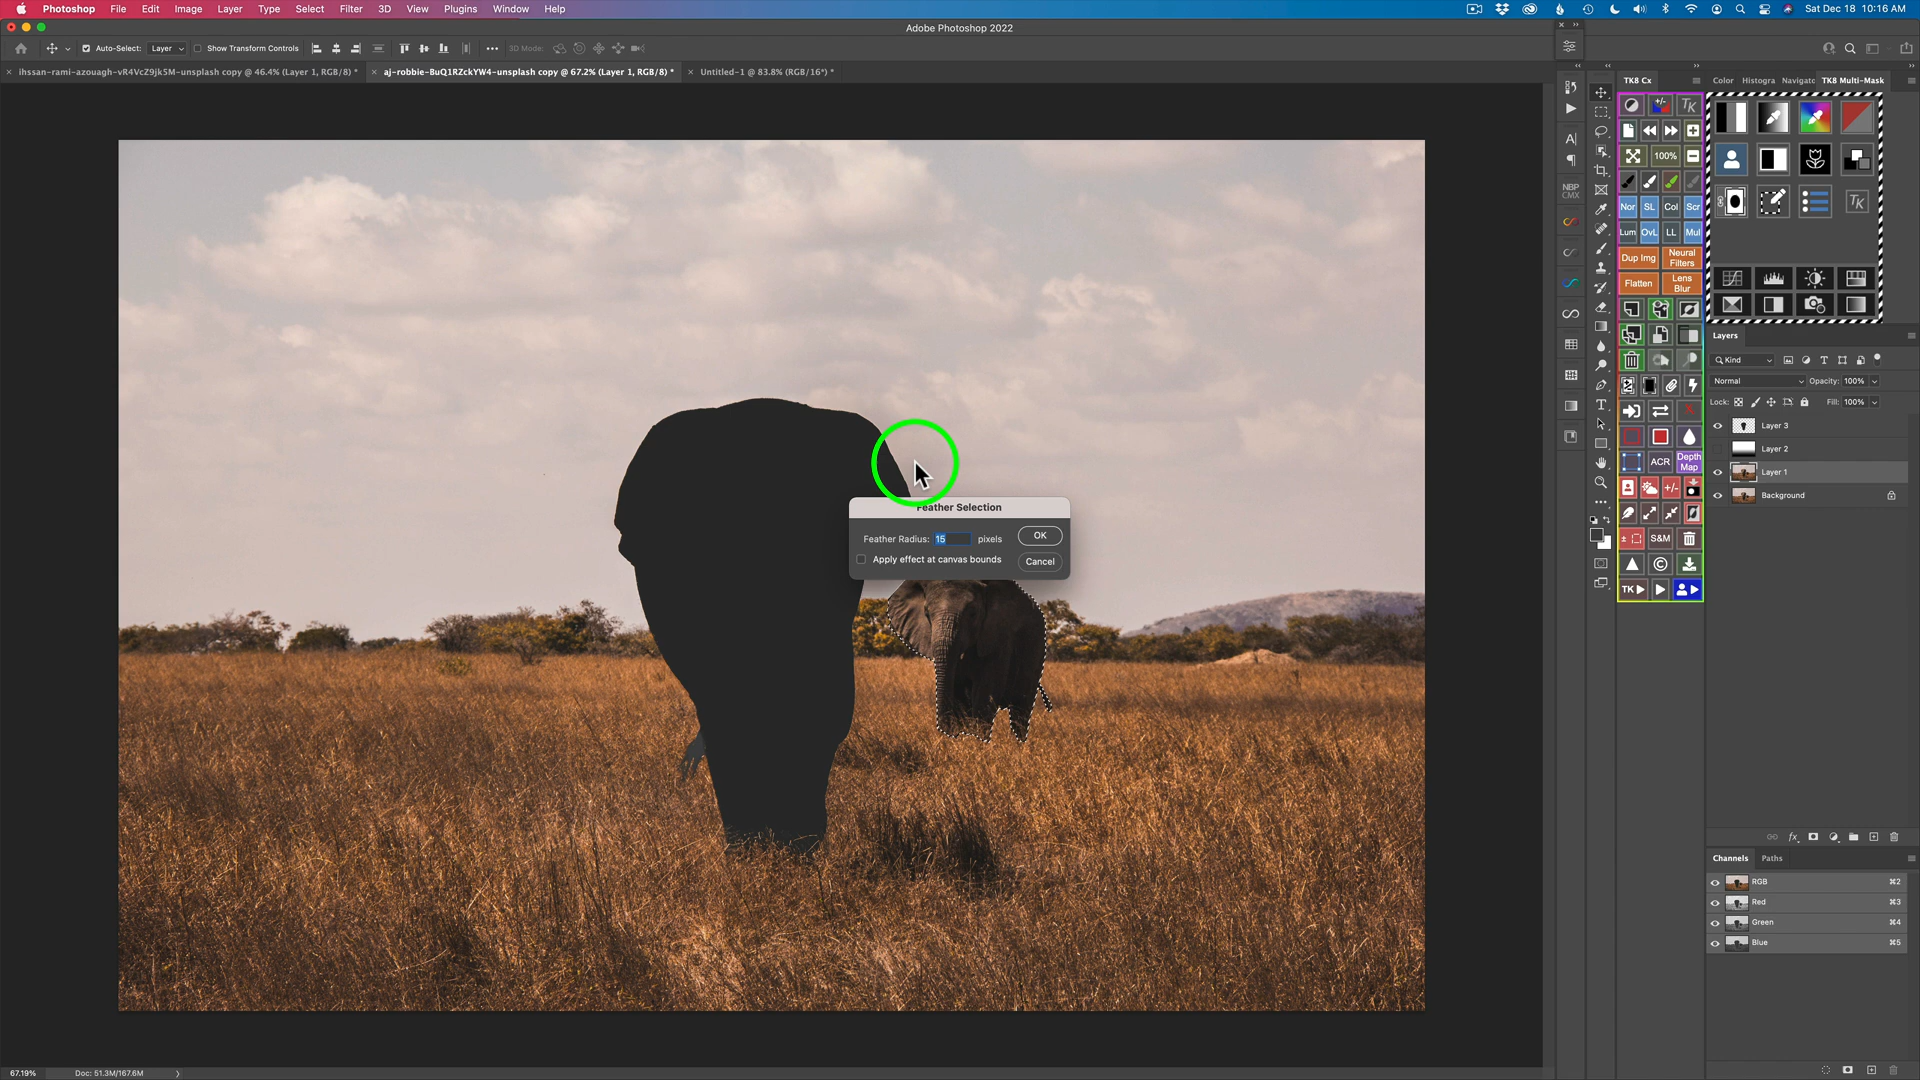 Photoshop File Edit Image Layer Type Select Filter 3D View Plugins Window Help Sat Dec 18 10:16 AM
Adobe Photoshop 2022
Auto-Select: Layer Show Transform Controls 3D Mode:
ihssan-rami-azouagh-vR4VcZ9jk5M-unsplash copy @ 46.4% (Layer 1, RGB/8) * aj-robbie-BuQ1RZckYW4-unsplash copy @ 67.2% (Layer 1, RGB/8) * Untitled-1 @ 83.8% (RGB/16*) *
TK8 Cx Color Histogra Navigato TK8 Multi-Mask
TK
100%
NBP
CMX
Nor SL Col Scr
Lum OvL LL Mul
Dup Img Neural Filters
Flatten Lens Blur
ACR Depth Map
S&M
TK
Layers
Kind
Normal Opacity: 100%
Lock: Fill: 100%
Layer 3
Layer 2
Layer 1
Background
Feather Selection
Feather Radius: 15 pixels OK
Apply effect at canvas bounds Cancel
Channels Paths
RGB ⌘2
Red ⌘3
Green ⌘4
Blue ⌘5
67.19% Doc: 51.3M/167.6M